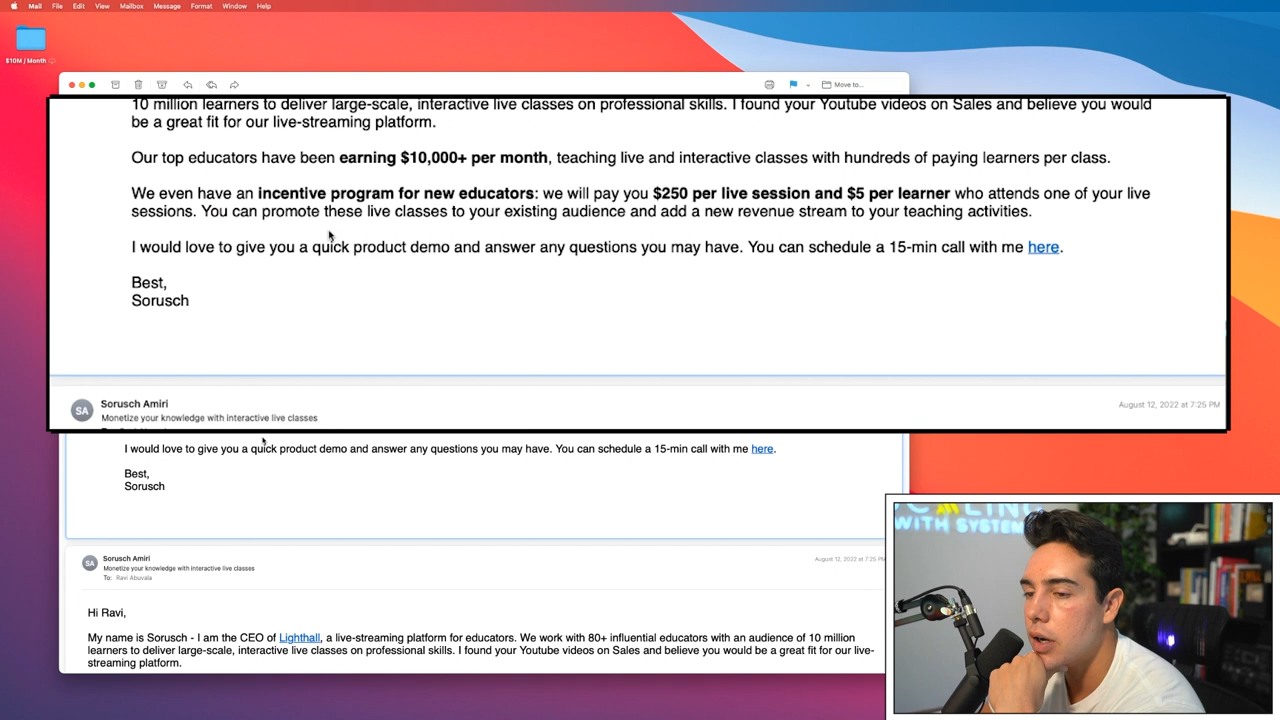 Mail File Edit View Mailbox Message Format Window Help
$10M / Month
Move to...
10 million learners to deliver large-scale, interactive live classes on professional skills. I found your Youtube videos on Sales and believe you would
be a great fit for our live-streaming platform.
Our top educators have been earning $10,000+ per month, teaching live and interactive classes with hundreds of paying learners per class.
We even have an incentive program for new educators: we will pay you $250 per live session and $5 per learner who attends one of your live
sessions. You can promote these live classes to your existing audience and add a new revenue stream to your teaching activities.
I would love to give you a quick product demo and answer any questions you may have. You can schedule a 15-min call with me here.
Best,
Sorusch
SA
Sorusch Amiri
August 12, 2022 at 7:25 PM
Monetize your knowledge with interactive live classes
I would love to give you a quick product demo and answer any questions you may have. You can schedule a 15-min call with me here.
Best,
Sorusch
SA
Sorusch Amiri
August 12, 2022 at 7:25 PM
Monetize your knowledge with interactive live classes
To: Ravi Abuvala
Hi Ravi,
My name is Sorusch - I am the CEO of Lighthall, a live-streaming platform for educators. We work with 80+ influential educators with an audience of 10 million
learners to deliver large-scale, interactive live classes on professional skills. I found your Youtube videos on Sales and believe you would be a great fit for our live-
streaming platform.
WITH SYSTEM